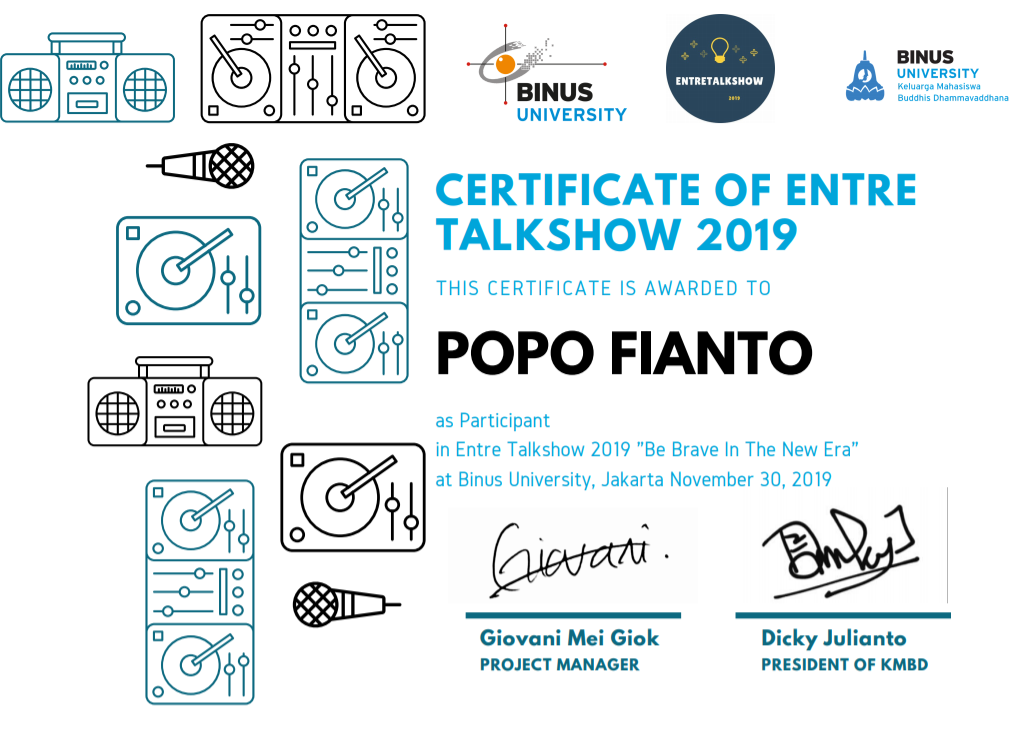 BINUS
UNIVERSITY
ENTRETALKSHOW
2019
BINUS
UNIVERSITY
Keluarga Mahasiswa
Buddhis Dhammavaddhana
CERTIFICATE OF ENTRE
TALKSHOW 2019
THIS CERTIFICATE IS AWARDED TO
POPO FIANTO
as Participant
in Entre Talkshow 2019 "Be Brave In The New Era"
at Binus University, Jakarta November 30, 2019
Giovani.
Giovani Mei Giok
PROJECT MANAGER
Dicky Julianto
PRESIDENT OF KMBD